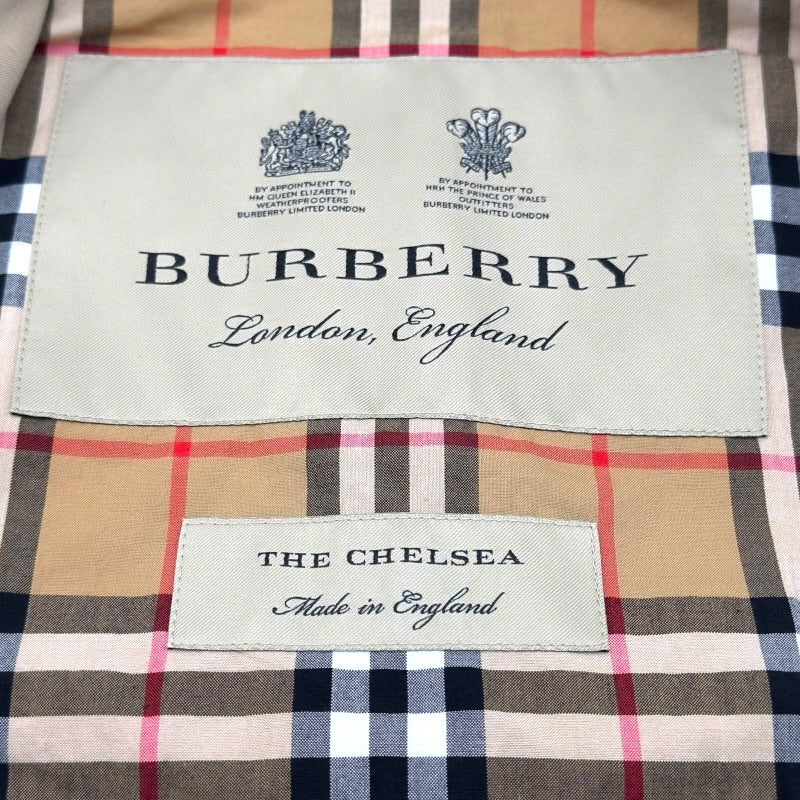 BY APPOINTMENT TO
HM QUEEN ELIZABETH II
WEATHERPROOFERS
BURBERRY LIMITED LONDON
BY APPOINTMENT TO
HRH THE PRINCE OF WALES
OUTFITTERS
BURBERRY LIMITED LONDON
BURBERRY
London, England
THE CHELSEA
Made in England